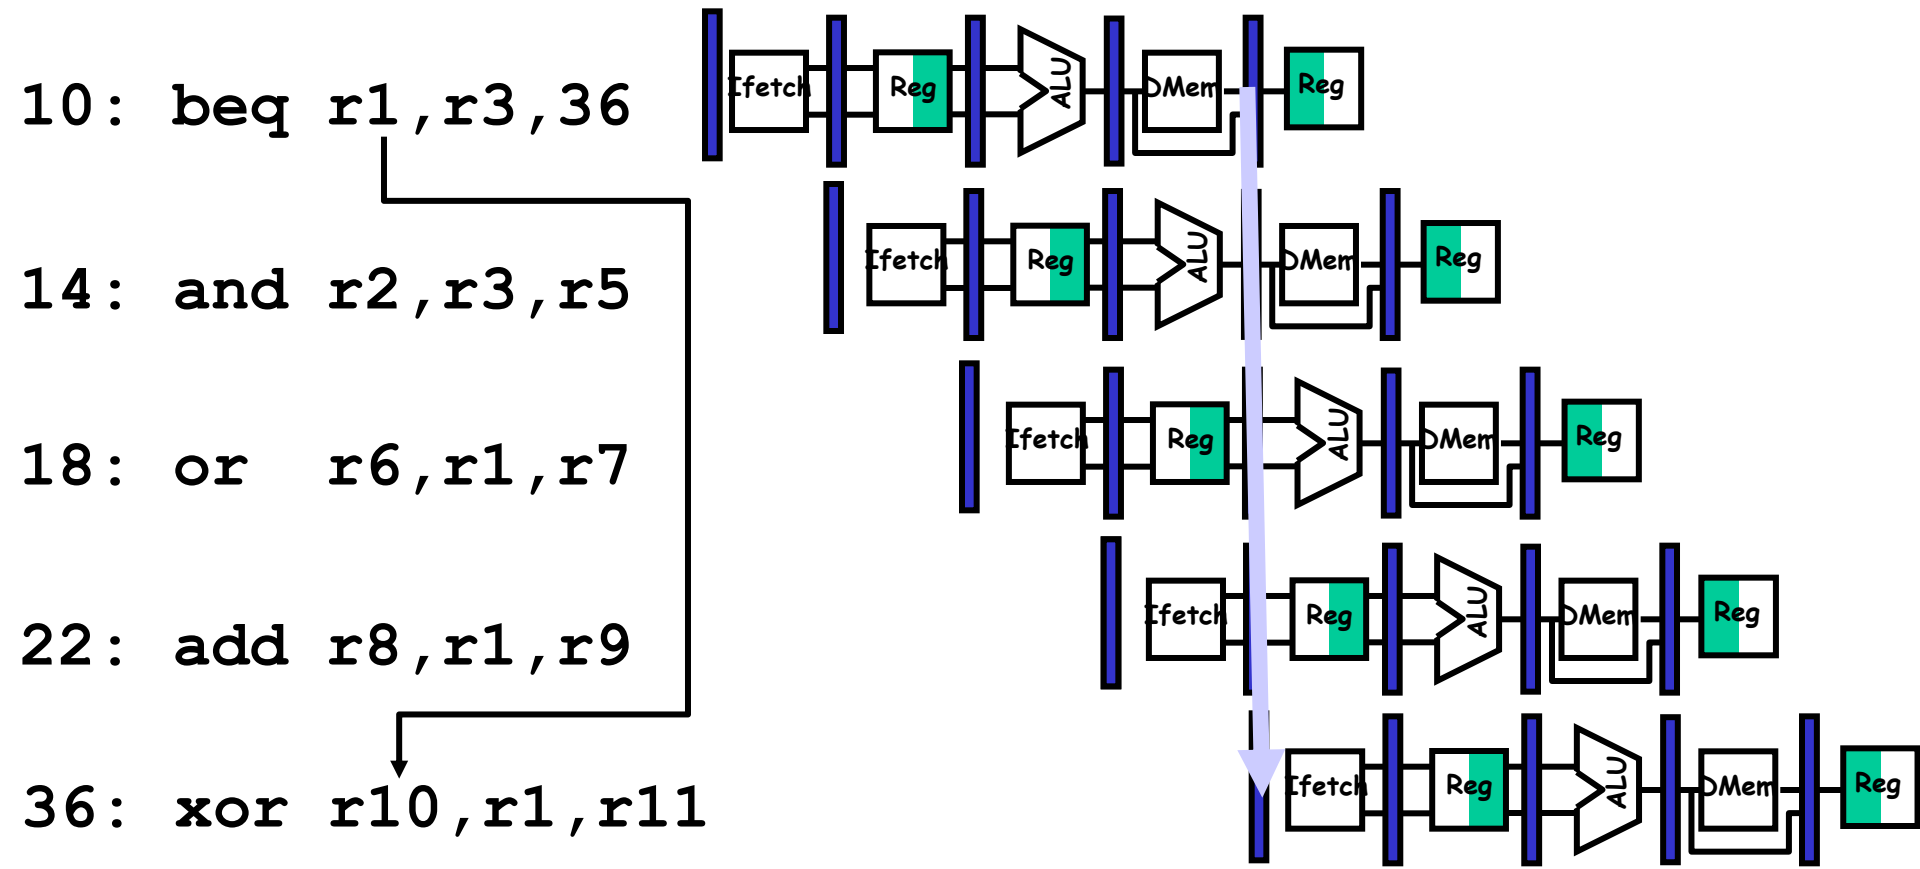 10: beq r1,r3,36
Ifetch Reg ALU DMem Reg
14: and r2,r3,r5
Ifetch Reg ALU DMem Reg
18: or  r6,r1,r7
Ifetch Reg ALU DMem Reg
22: add r8,r1,r9
Ifetch Reg ALU DMem Reg
36: xor r10,r1,r11
Ifetch Reg ALU DMem Reg